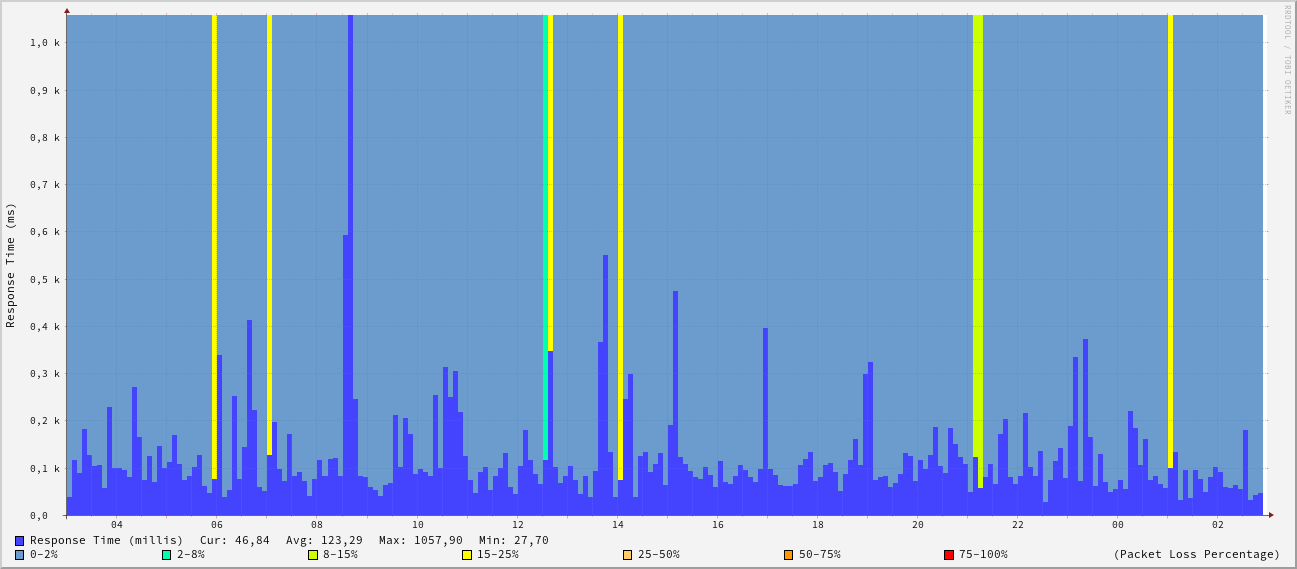 RRDTOOL / TOBI OETIKER
Response Time (ms)
1,0 k
0,9 k
0,8 k
0,7 k
0,6 k
0,5 k
0,4 k
0,3 k
0,2 k
0,1 k
0,0
04 06 08 10 12 14 16 18 20 22 00 02
Response Time (millis) Cur: 46,84 Avg: 123,29 Max: 1057,90 Min: 27,70
0-2% 2-8% 8-15% 15-25% 25-50% 50-75% 75-100% (Packet Loss Percentage)